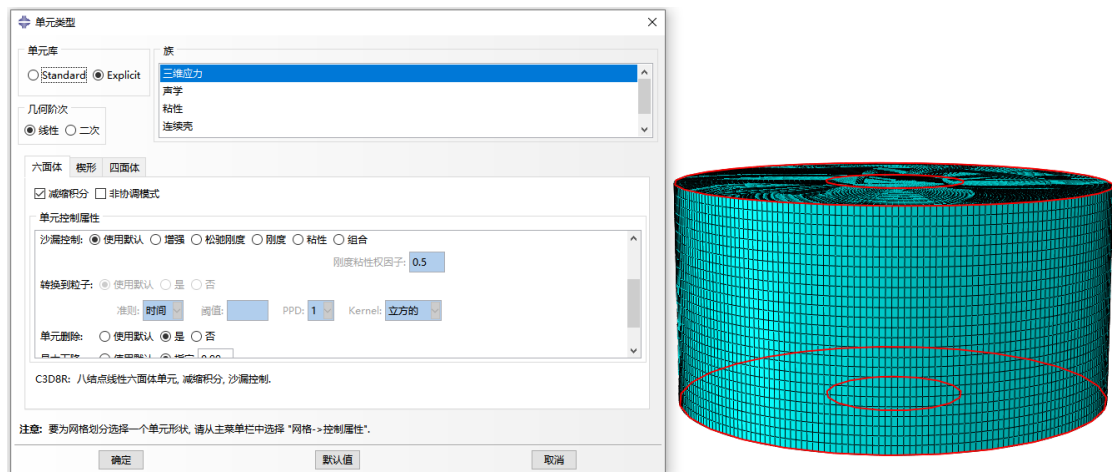 单元类型
单元库
Standard Explicit
族
三维应力
声学
粘性
连续壳
几何阶次
线性 二次
六面体 楔形 四面体
减缩积分 非协调模式
单元控制属性
沙漏控制: 使用默认 增强 松弛刚度 刚度 粘性 组合
刚度粘性权因子: 0.5
转换到粒子: 使用默认 是 否
准则: 时间 阈值: PPD: 1 Kernel: 立方的
单元删除: 使用默认 是 否
C3D8R: 八结点线性六面体单元, 减缩积分, 沙漏控制.
注意: 要为网格划分选择一个单元形状, 请从主菜单栏中选择 "网格->控制属性".
确定 默认值 取消